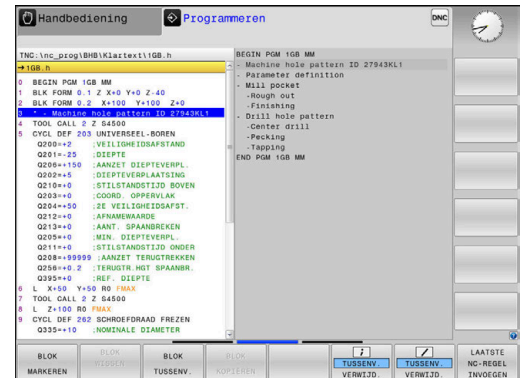 Handbediening
Programmeren
DNC
TNC:\nc_prog\BHB\Klartext\1GB.h
→1GB.h
0 BEGIN PGM 1GB MM
1 BLK FORM 0.1 Z X+0 Y+0 Z-40
2 BLK FORM 0.2 X+100 Y+100 Z+0
3 * - Machine hole pattern ID 27943KL1
4 TOOL CALL 2 Z S4500
5 CYCL DEF 203 UNIVERSEEL-BOREN
Q200=+2 ;VEILIGHEIDSAFSTAND
Q201=-25 ;DIEPTE
Q206=+150 ;AANZET DIEPTEVERPL.
Q202=+5 ;DIEPTEVERPLAATSING
Q210=+0 ;STILSTANDSTIJD BOVEN
Q203=+0 ;COORD. OPPERVLAK
Q204=+50 ;2E VEILIGHEIDSAFST.
Q212=+0 ;AFNAMEWAARDE
Q213=+0 ;AANT. SPAANBREKEN
Q205=+0 ;MIN. DIEPTEVERPL.
Q211=+0 ;STILSTANDSTIJD ONDER
Q208=+99999 ;AANZET TERUGTREKKEN
Q256=+0.2 ;TERUGTR.HGT SPAANBR.
Q395=+0 ;REF. DIEPTE
6 L X+50 Y+50 R0 FMAX
7 TOOL CALL 2 Z S4500
8 L Z+100 R0 FMAX
9 CYCL DEF 262 SCHROEFDRAAD FREZEN
Q335=+10 ;NOMINALE DIAMETER
BEGIN PGM 1GB MM
- Machine hole pattern ID 27943KL1
- Parameter definition
- Mill pocket
-Rough out
-Finishing
- Drill hole pattern
-Center drill
-Pecking
-Tapping
END PGM 1GB MM
BLOK MARKEREN
BLOK WISSEN
BLOK TUSSENV.
BLOK KOPIËREN
TUSSENV. VERWIJD.
TUSSENV. VERWIJD.
LAATSTE NC-REGEL INVOEGEN